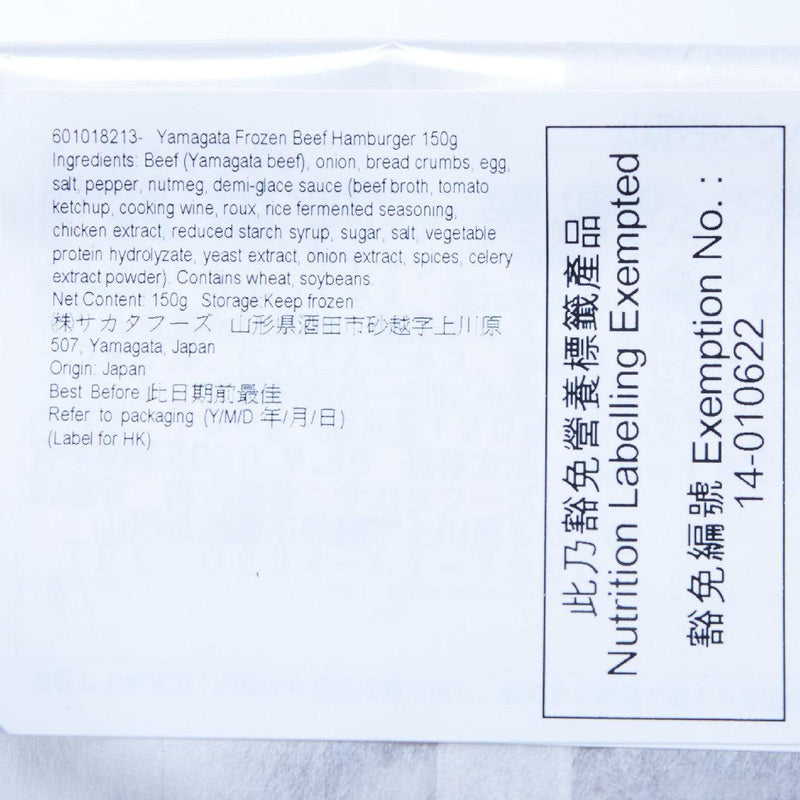 601018213- Yamagata Frozen Beef Hamburger 150g
Ingredients: Beef (Yamagata beef), onion, bread crumbs, egg,
salt, pepper, nutmeg, demi-glace sauce (beef broth, tomato
ketchup, cooking wine, roux, rice fermented seasoning,
chicken extract, reduced starch syrup, sugar, salt, vegetable
protein hydrolyzate, yeast extract, onion extract, spices, celery
extract powder). Contains wheat, soybeans.
Net Content: 150g Storage:Keep frozen
㈱サカタフーズ 山形県酒田市砂越字上川原
507, Yamagata, Japan
Origin: Japan
Best Before 此日期前最佳
Refer to packaging (Y/M/D 年/月/日)
(Label for HK)
此乃豁免營養標籤產品
Nutrition Labelling Exempted
豁免編號 Exemption No. :
14-010622